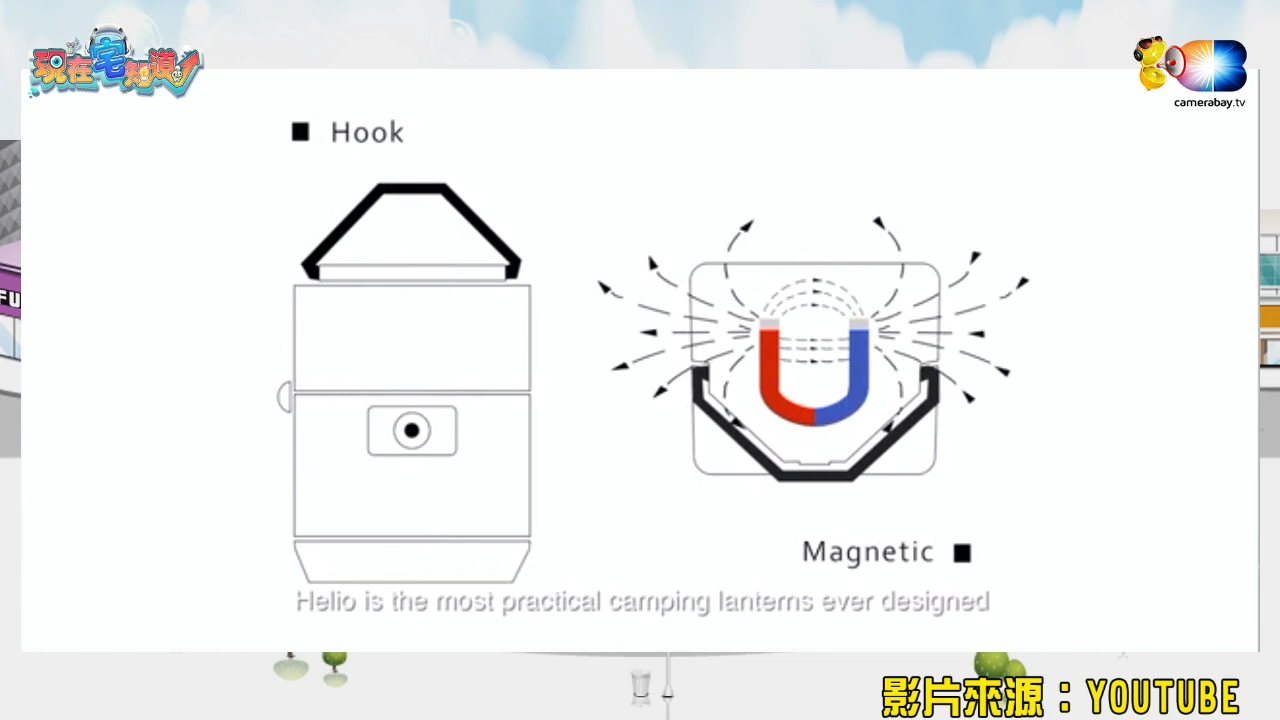 現在宅知道!
camerabay.tv
Hook
FU
Magnetic
Helio is the most practical camping lanterns ever designed
影片來源：YOUTUBE